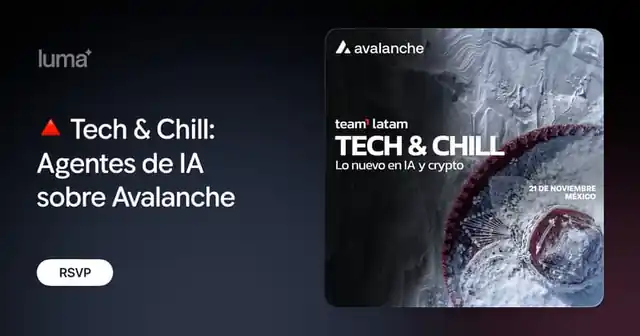 luma
🔺 Tech & Chill:
Agentes de IA
sobre Avalanche
RSVP
avalanche
team1 latam
TECH & CHILL
Lo nuevo en IA y crypto
21 DE NOVIEMBRE
MÉXICO